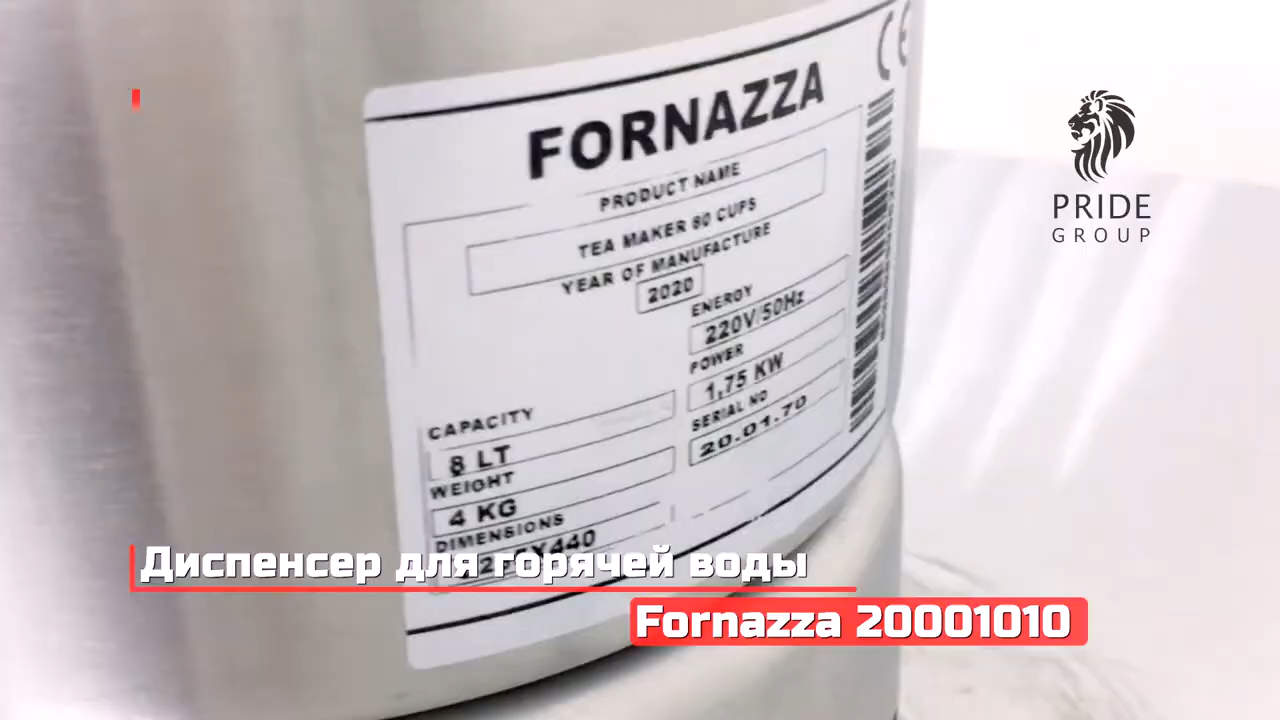 CE
FORNAZZA
PRODUCT NAME
TEA MAKER 60 CUPS
YEAR OF MANUFACTURE
2020
ENERGY
220V/50Hz
POWER
1,75 KW
SERIAL NO
20.01.70
CAPACITY
8 LT
WEIGHT
4 KG
DIMENSIONS
PRIDE
GROUP
Диспенсер для горячей воды
Fornazza 20001010